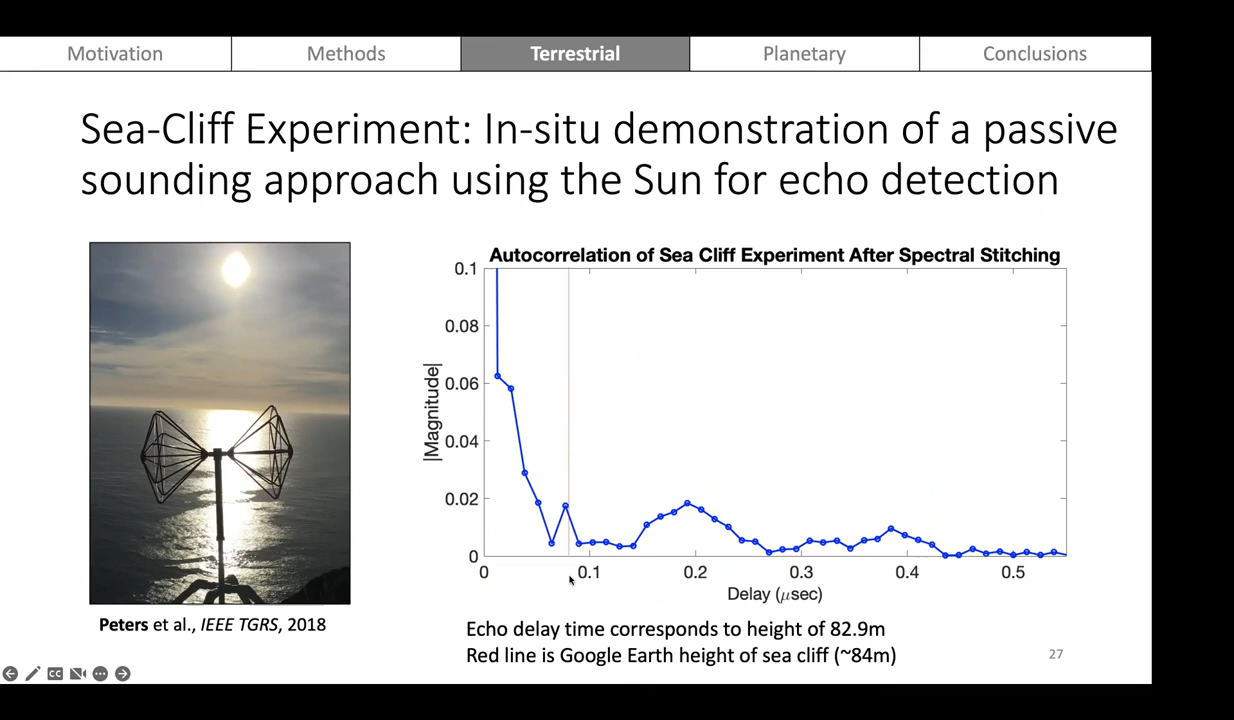 Motivation
Methods
Terrestrial
Planetary
Conclusions
Sea-Cliff Experiment: In-situ demonstration of a passive
sounding approach using the Sun for echo detection
Peters et al., IEEE TGRS, 2018
Autocorrelation of Sea Cliff Experiment After Spectral Stitching
|Magnitude|
0.1
0.08
0.06
0.04
0.02
0
0 0.1 0.2 0.3 0.4 0.5
Delay (μsec)
Echo delay time corresponds to height of 82.9m
Red line is Google Earth height of sea cliff (~84m)
27
CC